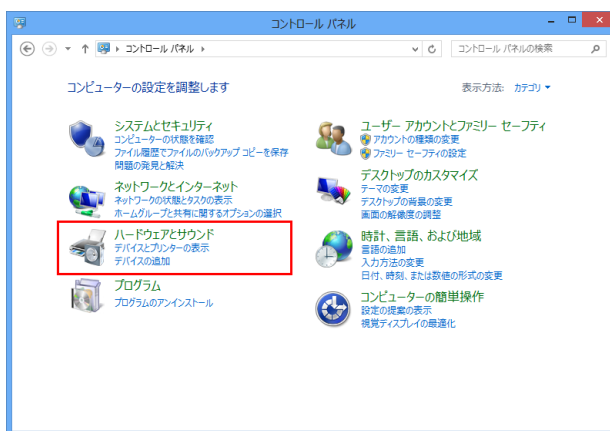 コントロール パネル
コントロール パネル
コントロール パネルの検索
コンピューターの設定を調整します
表示方法: カテゴリ
システムとセキュリティ
コンピューターの状態を確認
ファイル履歴でファイルのバックアップ コピーを保存
問題の発見と解決
ネットワークとインターネット
ネットワークの状態とタスクの表示
ホームグループと共有に関するオプションの選択
ハードウェアとサウンド
デバイスとプリンターの表示
デバイスの追加
プログラム
プログラムのアンインストール
ユーザー アカウントとファミリー セーフティ
アカウントの種類の変更
ファミリー セーフティの設定
デスクトップのカスタマイズ
テーマの変更
デスクトップの背景の変更
画面の解像度の調整
時計、言語、および地域
言語の追加
入力方法の変更
日付、時刻、または数値の形式の変更
コンピューターの簡単操作
設定の提案の表示
視覚ディスプレイの最適化